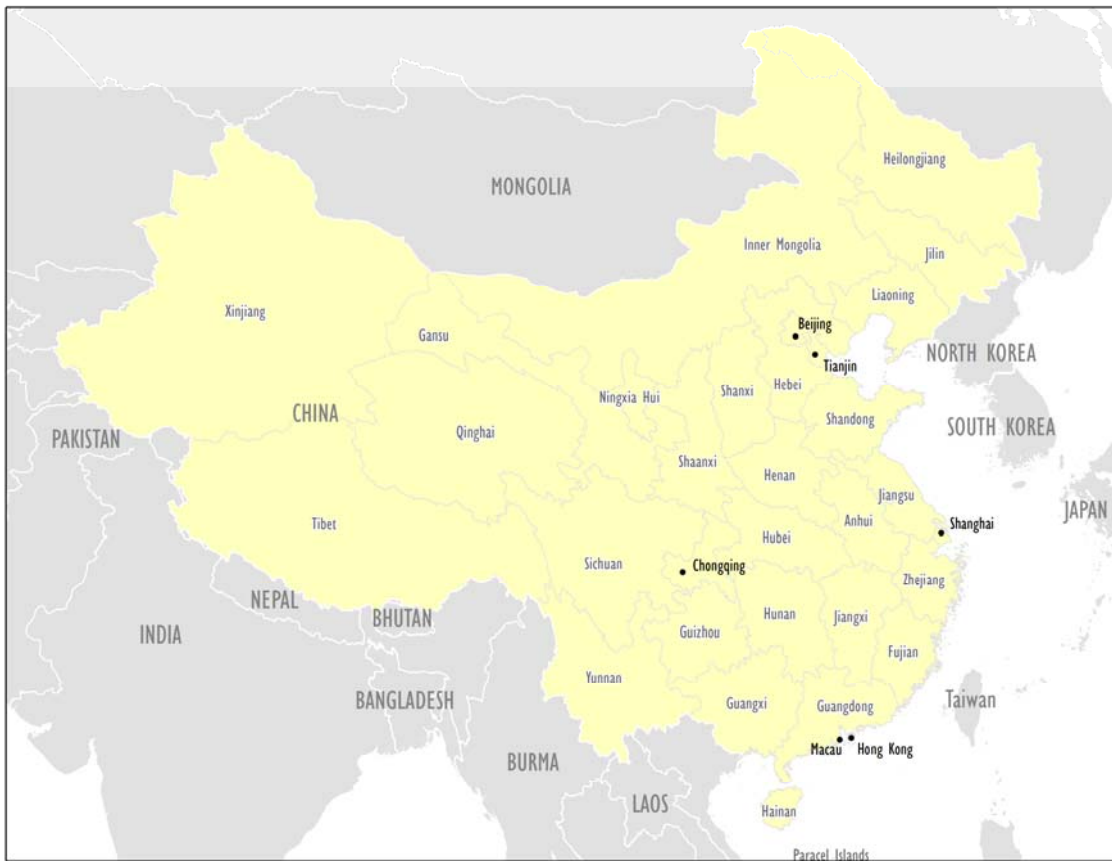 Heilongjiang
MONGOLIA
Inner Mongolia
Jilin
Liaoning
Xinjiang
Beijing
Gansu
NORTH KOREA
Tianjin
Hebei
Shanxi
Ningxia Hui
CHINA
Shandong
SOUTH KOREA
Qinghai
PAKISTAN
Shaanxi
Henan
Jiangsu
JAPAN
Tibet
Anhui
Shanghai
Hubei
Sichuan
Chongqing
Zhejiang
NEPAL
BHUTAN
Hunan
Jiangxi
INDIA
Guizhou
Fujian
Yunnan
BANGLADESH
Taiwan
Guangxi
Guangdong
Macau
Hong Kong
BURMA
LAOS
Hainan
Paracel Islands